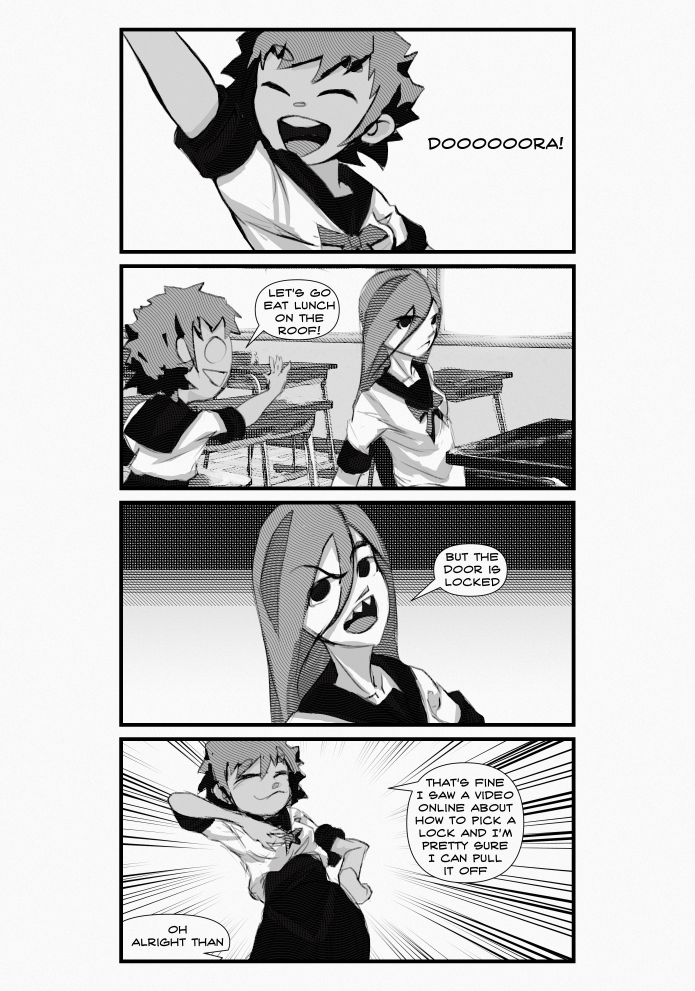 DOOOOOORA!
LET'S GO
EAT LUNCH
ON THE
ROOF!
BUT THE
DOOR IS
LOCKED
THAT'S FINE
I SAW A VIDEO
ONLINE ABOUT
HOW TO PICK A
LOCK AND I'M
PRETTY SURE
I CAN PULL
IT OFF
OH
ALRIGHT THAN